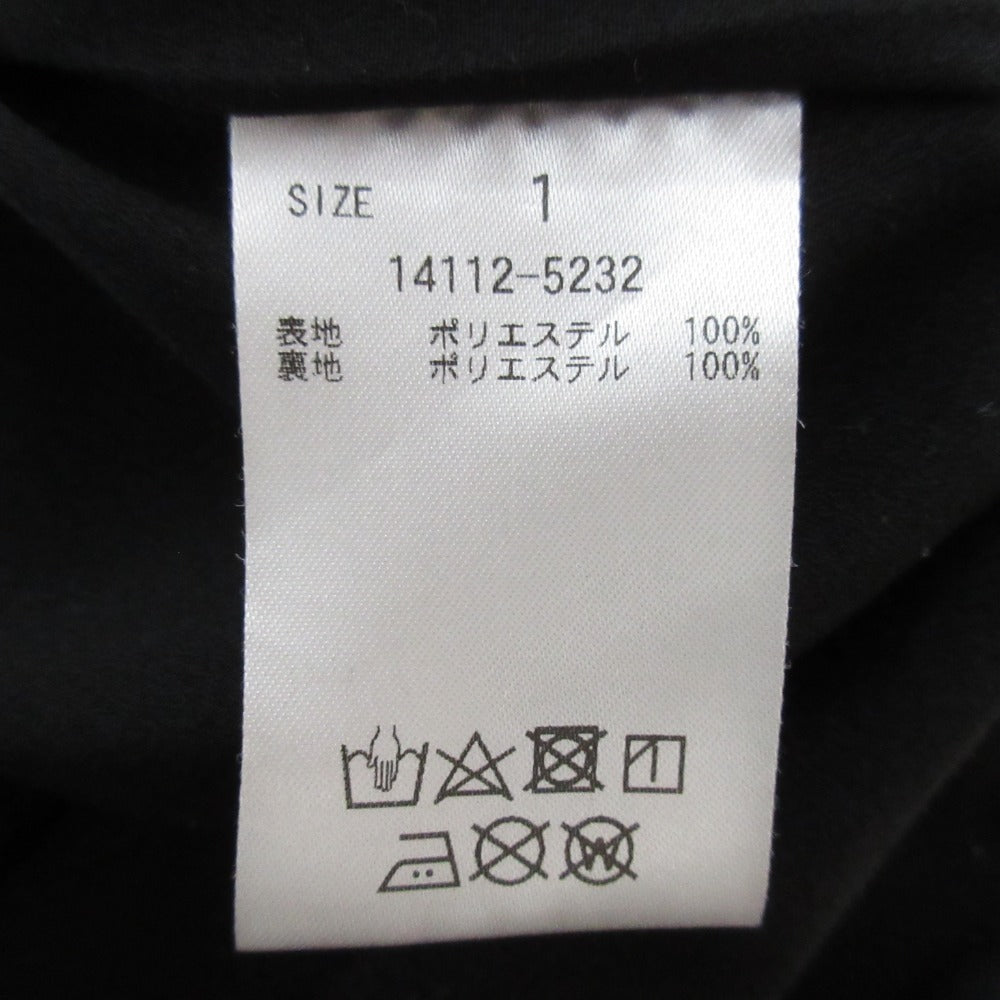 SIZE 1
14112-5232
表地 ポリエステル 100%
裏地 ポリエステル 100%
W